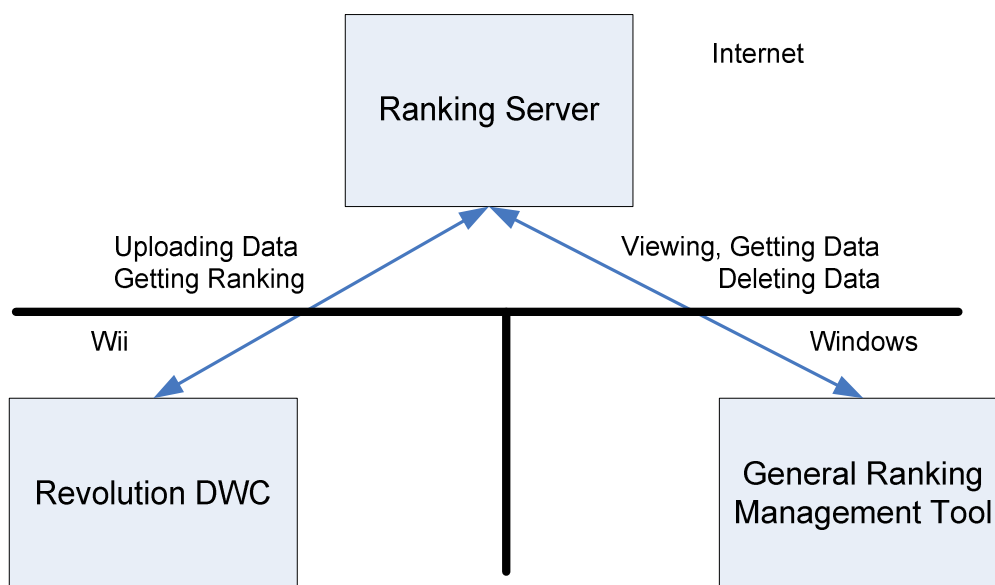 Internet
Ranking Server
Uploading Data
Getting Ranking
Viewing, Getting Data
Deleting Data
Wii
Windows
Revolution DWC
General Ranking
Management Tool